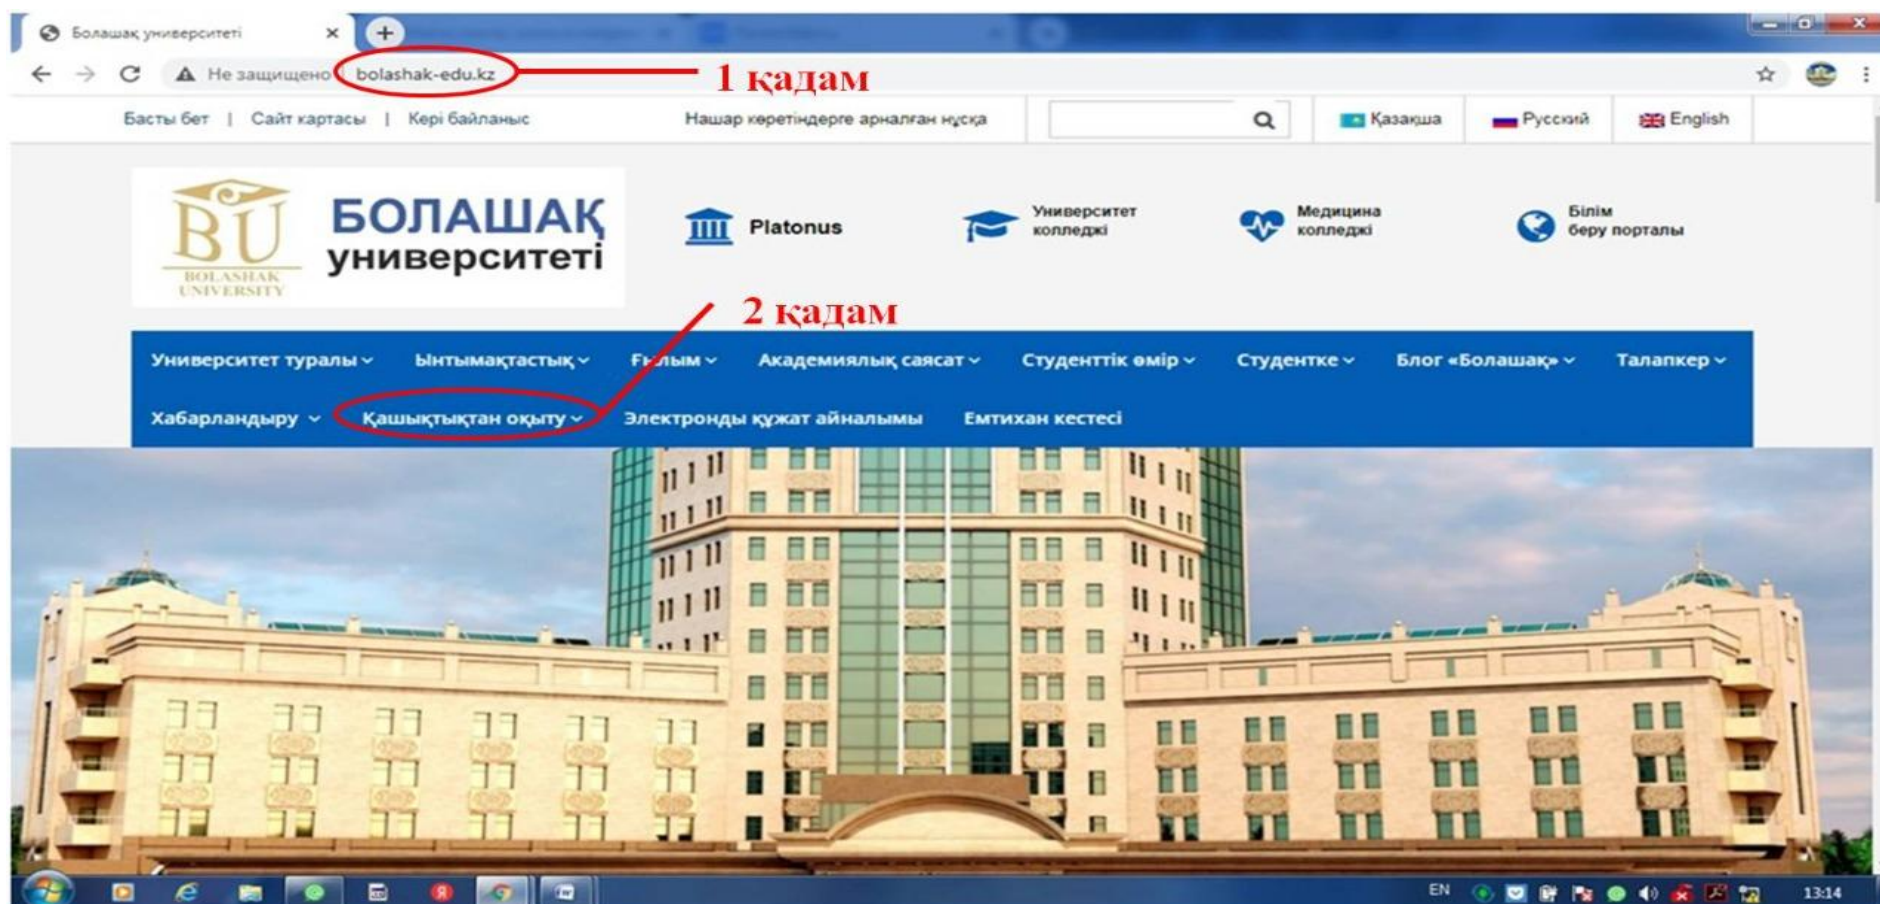 Болашақ университеті
Не защищено | bolashak-edu.kz
1 қадам
Басты бет | Сайт картасы | Кері байланыс
Нашар көретіндерге арналған нұсқа
Қазақша
Русский
English
BU
BOLASHAK
UNIVERSITY
БОЛАШАҚ
университеті
Platonus
Университет
колледжі
Медицина
колледжі
Білім
беру порталы
2 қадам
Университет туралы Ынтымақтастық Ғылым Академиялық саясат Студенттік өмір Студентке Блог «Болашақ» Талапкер
Хабарландыру Қашықтықтан оқыту Электронды құжат айналымы Емтихан кестесі
EN
13:14